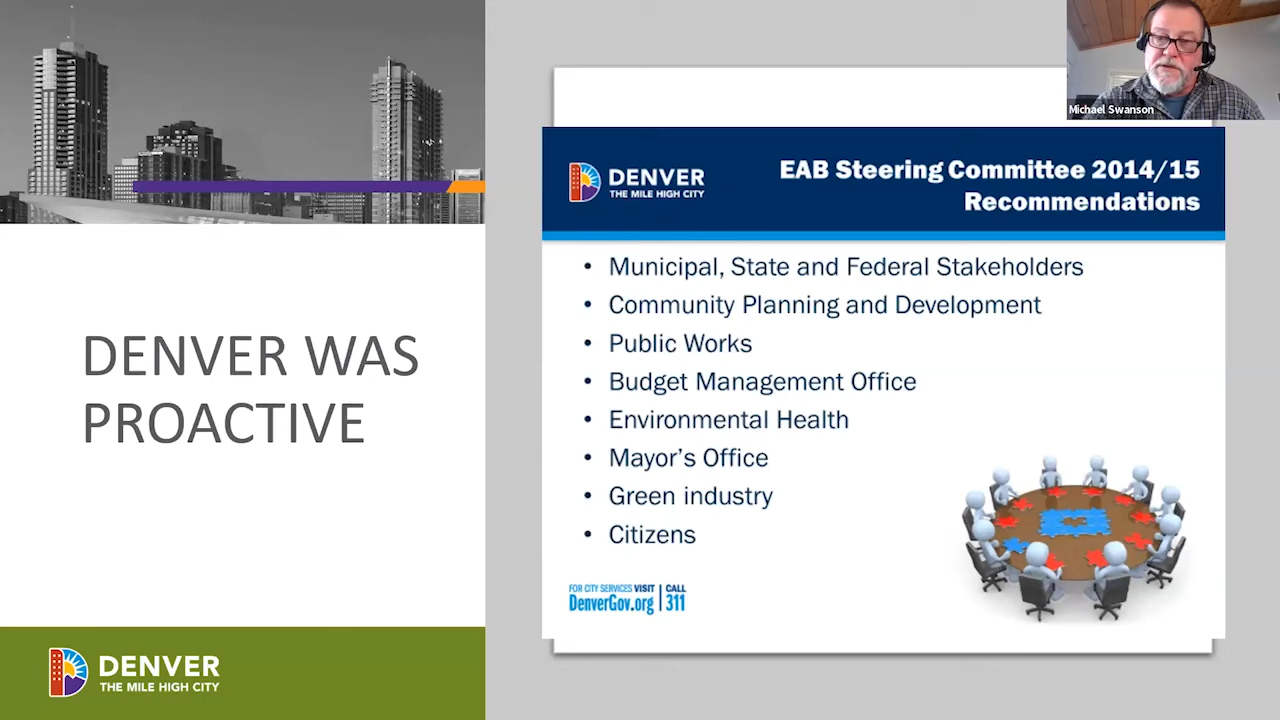 DENVER WAS
PROACTIVE
DENVER
THE MILE HIGH CITY
Michael Swanson
DENVER
THE MILE HIGH CITY
EAB Steering Committee 2014/15
Recommendations
• Municipal, State and Federal Stakeholders
• Community Planning and Development
• Public Works
• Budget Management Office
• Environmental Health
• Mayor's Office
• Green industry
• Citizens
FOR CITY SERVICES VISIT | CALL
DenverGov.org | 311